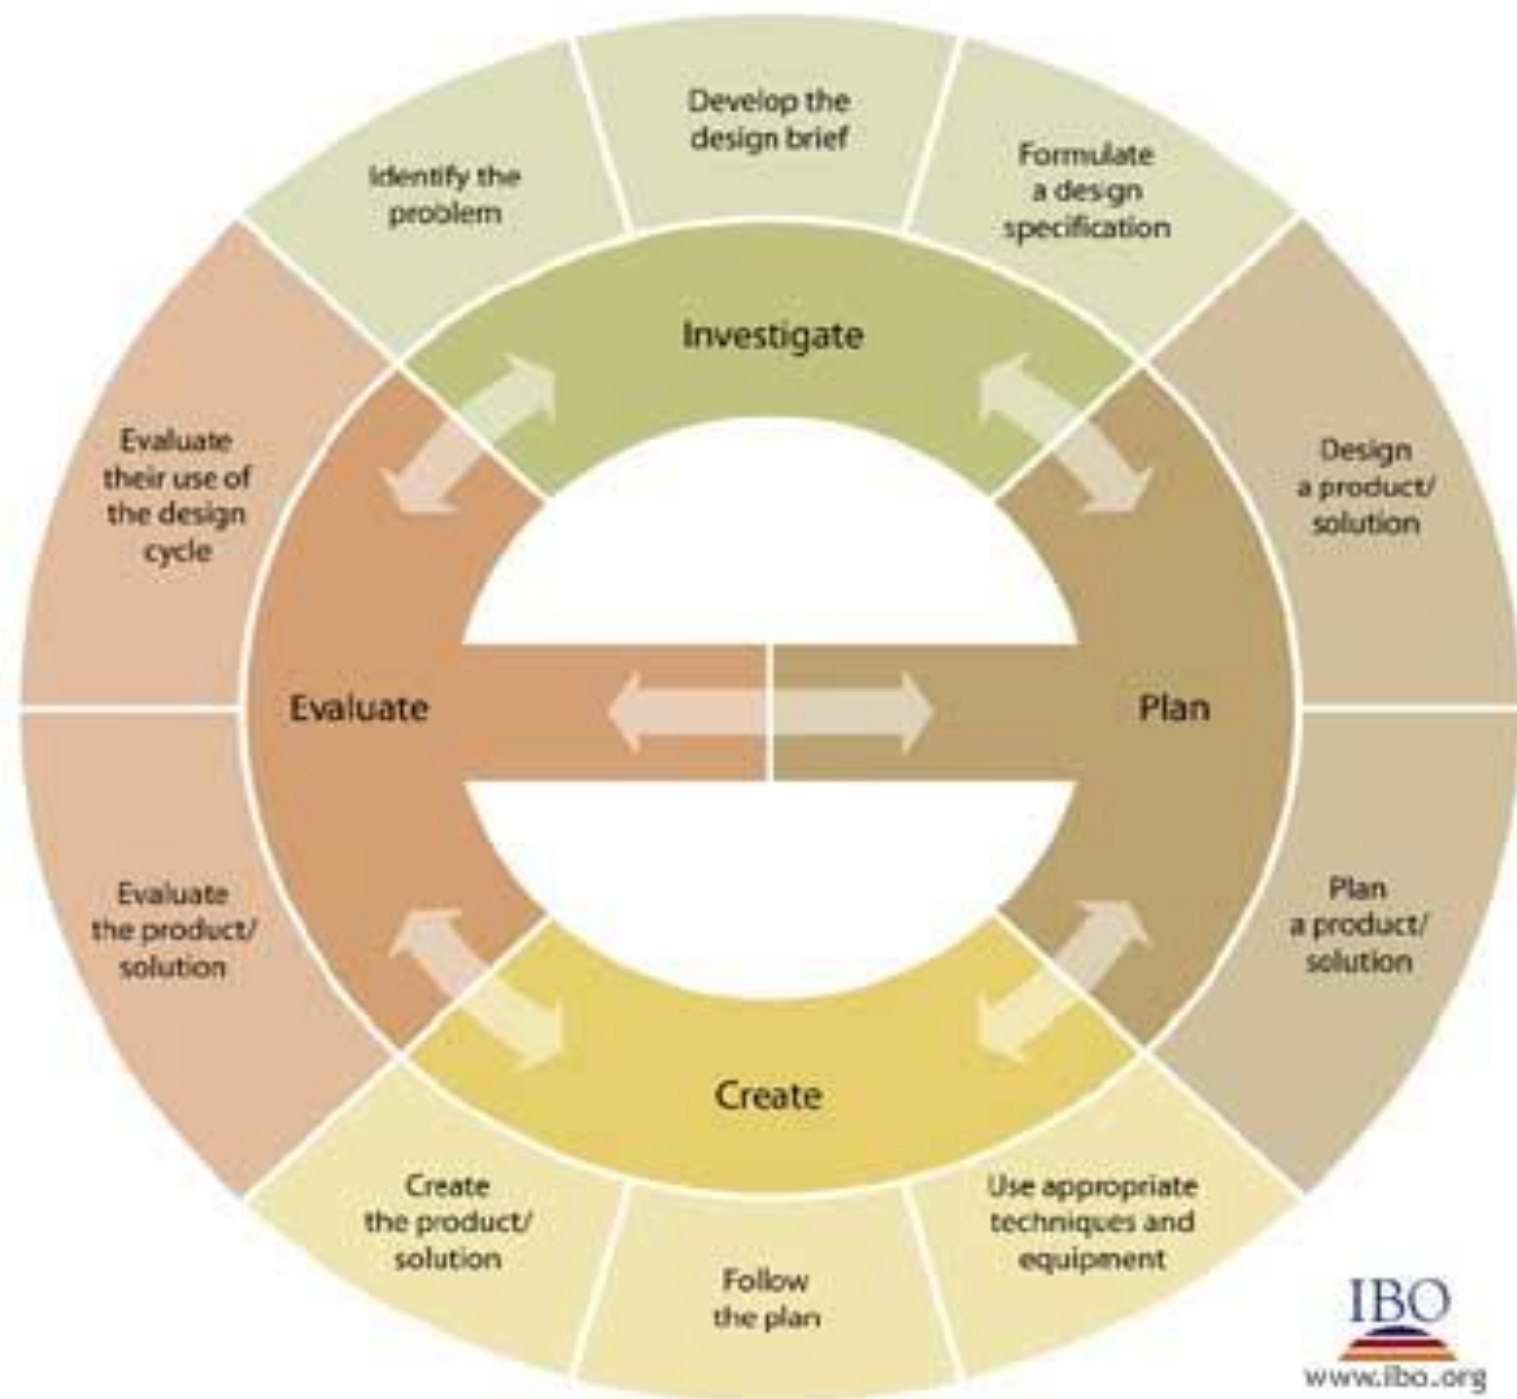 Identify the
problem
Develop the
design brief
Formulate
a design
specification
Investigate
Evaluate
their use of
the design
cycle
Design
a product/
solution
Evaluate
Plan
Evaluate
the product/
solution
Plan
a product/
solution
Create
Create
the product/
solution
Follow
the plan
Use appropriate
techniques and
equipment
IBO
www.ibo.org